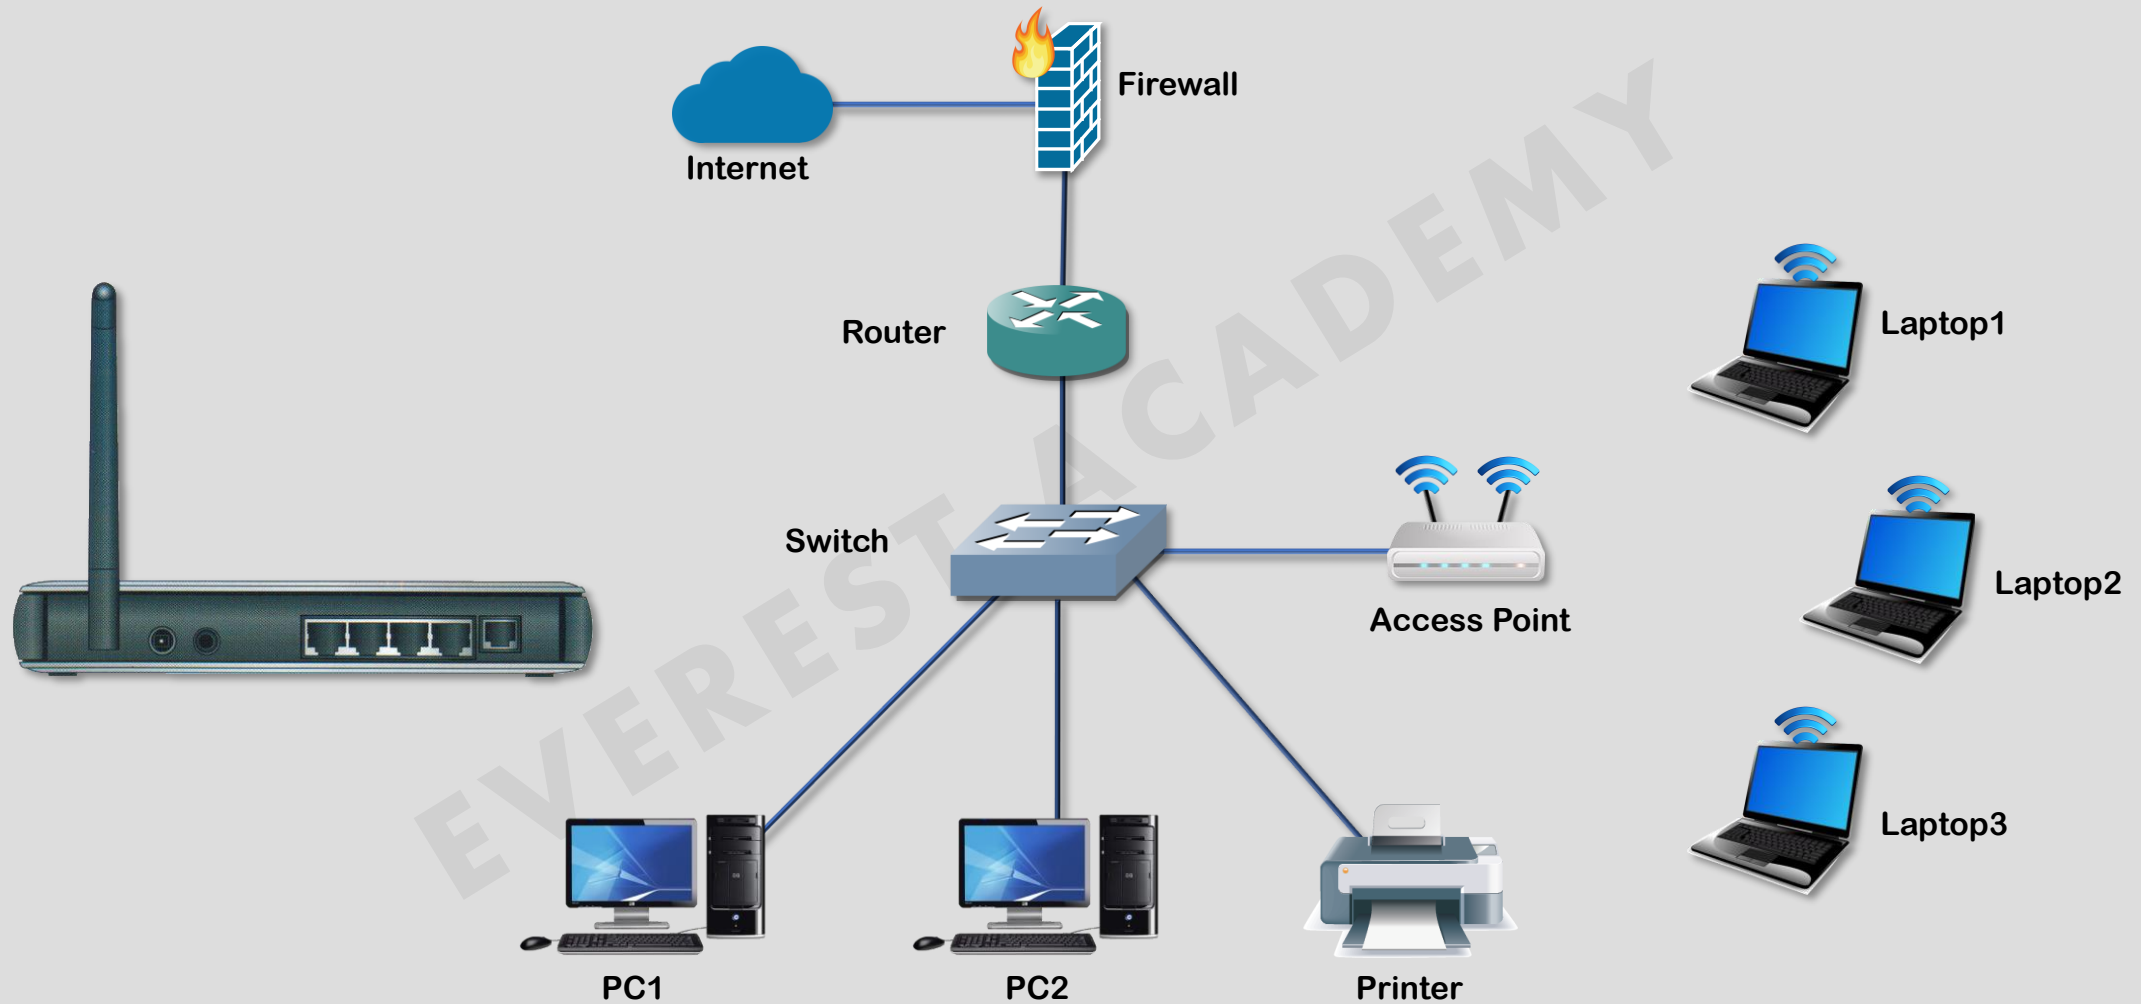 Firewall
Internet
Router
Laptop1
Switch
Laptop2
Access Point
Laptop3
PC1
PC2
Printer
EVEREST ACADEMY